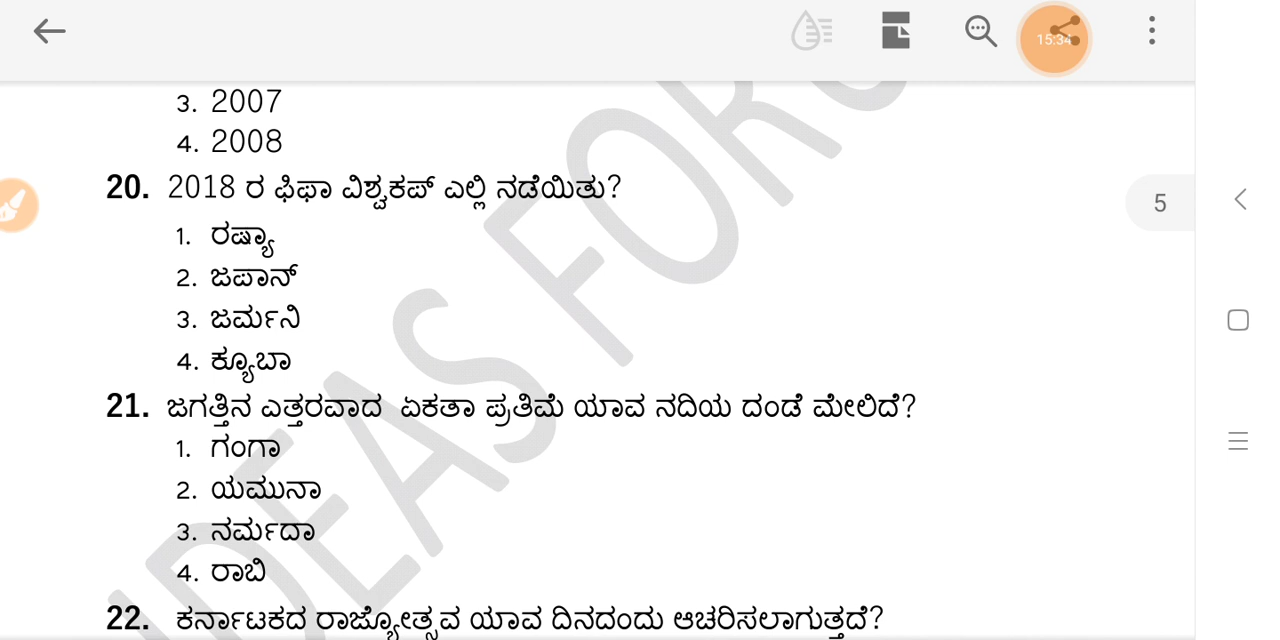 15:34
3. 2007
4. 2008
20. 2018 ರ ಫಿಫಾ ವಿಶ್ವಕಪ್ ಎಲ್ಲಿ ನಡೆಯಿತು?
5
1. ರಷ್ಯಾ
2. ಜಪಾನ್
3. ಜರ್ಮನಿ
4. ಕ್ಯೂಬಾ
21. ಜಗತ್ತಿನ ಎತ್ತರವಾದ ಏಕತಾ ಪ್ರತಿಮೆ ಯಾವ ನದಿಯ ದಂಡೆ ಮೇಲಿದೆ?
1. ಗಂಗಾ
2. ಯಮುನಾ
3. ನರ್ಮದಾ
4. ರಾಬಿ
22. ಕರ್ನಾಟಕದ ರಾಜ್ಯೋತ್ಸವ ಯಾವ ದಿನದಂದು ಆಚರಿಸಲಾಗುತ್ತದೆ?
IDEAS FOR